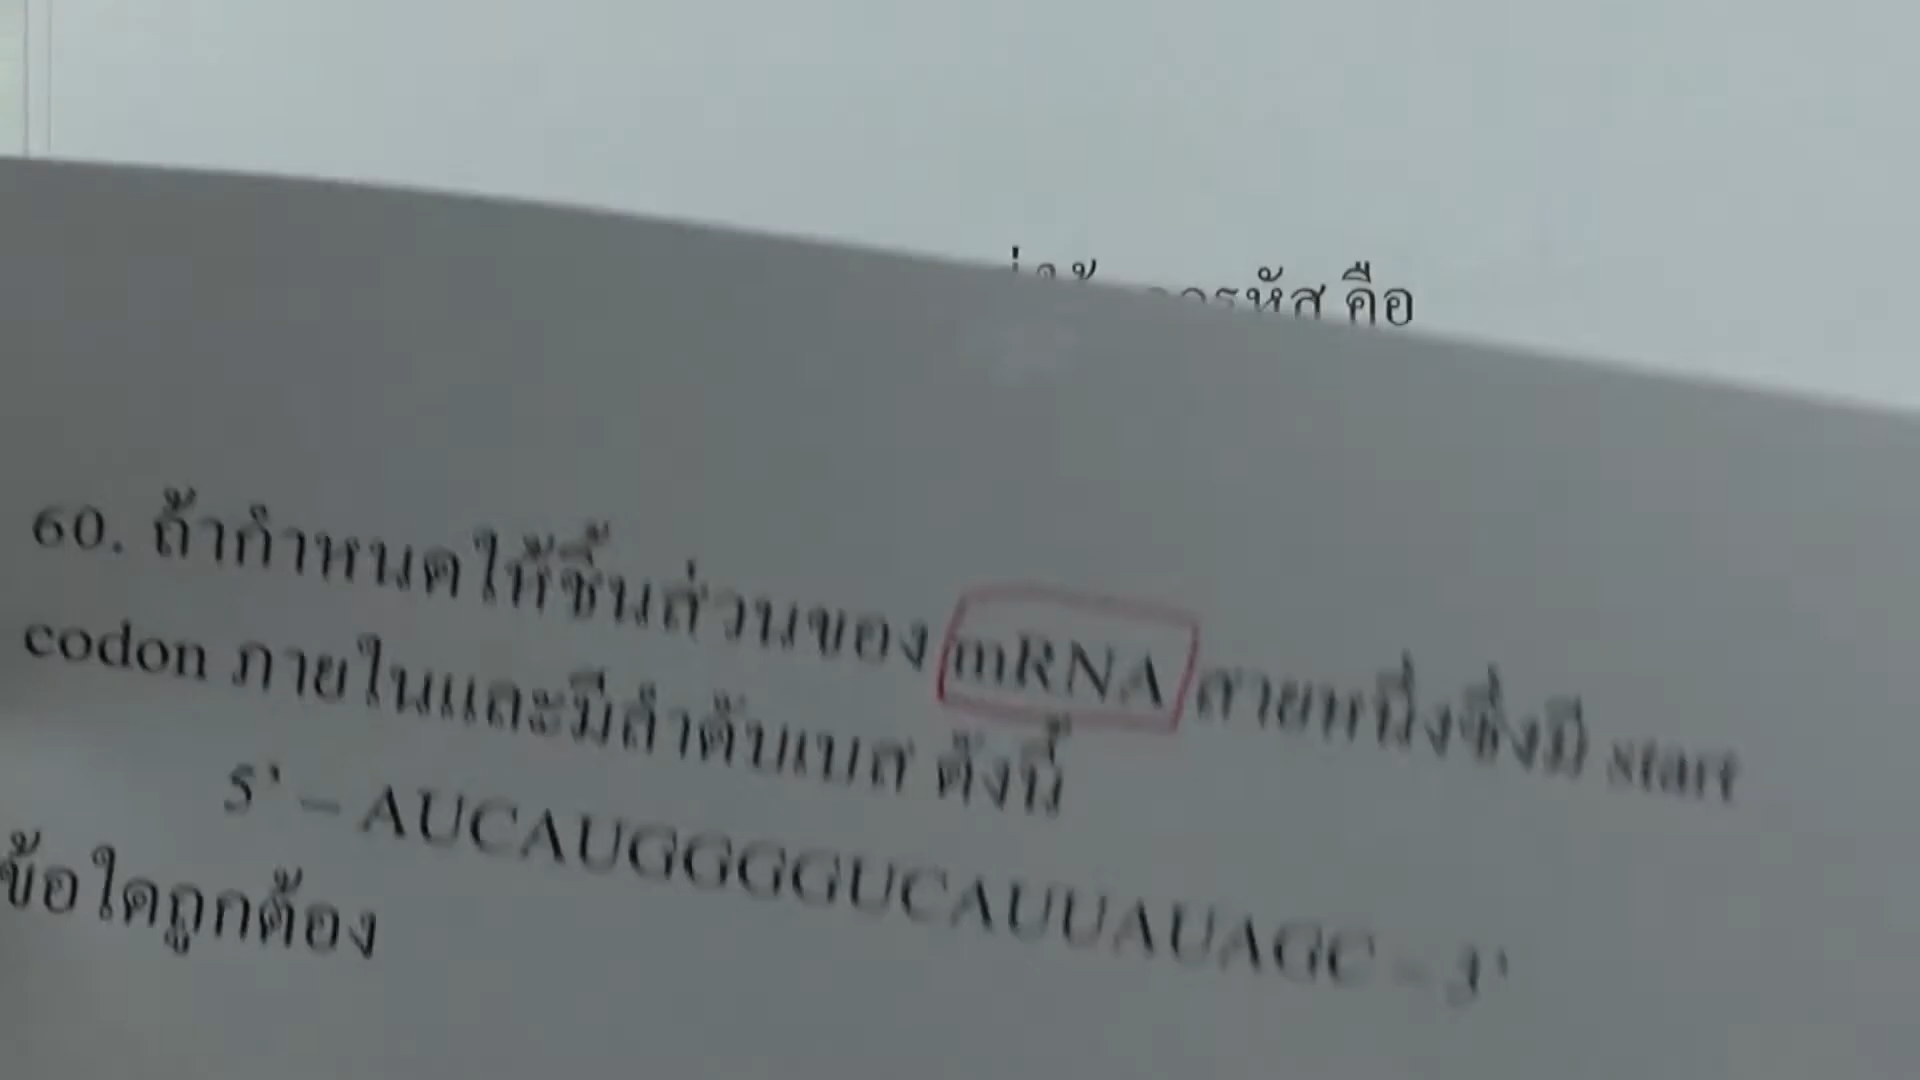 รหัส คือ
60. ถ้ากำหนดให้ชิ้นส่วนของ mRNA สายหนึ่งซึ่งมี start
codon ภายในและมีลำดับเบส ดังนี้
5’ – AUCAUGGGGUCAUUAUAGC – 3’
ข้อใดถูกต้อง